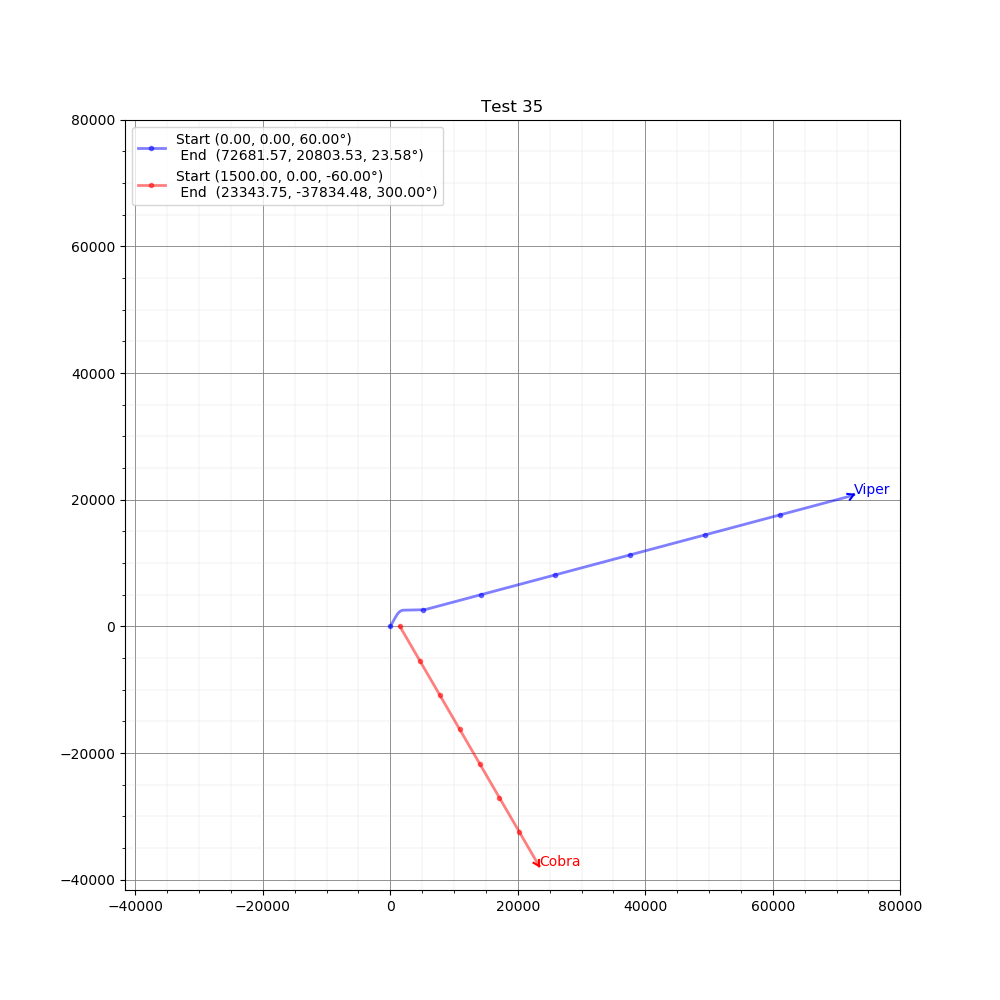 Test 35
80000
60000
40000
20000
0
−20000
−40000
Start (0.00, 0.00, 60.00°)
End (72681.57, 20803.53, 23.58°)
Start (1500.00, 0.00, -60.00°)
End (23343.75, -37834.48, 300.00°)
Viper
Cobra
−40000 −20000 0 20000 40000 60000 80000